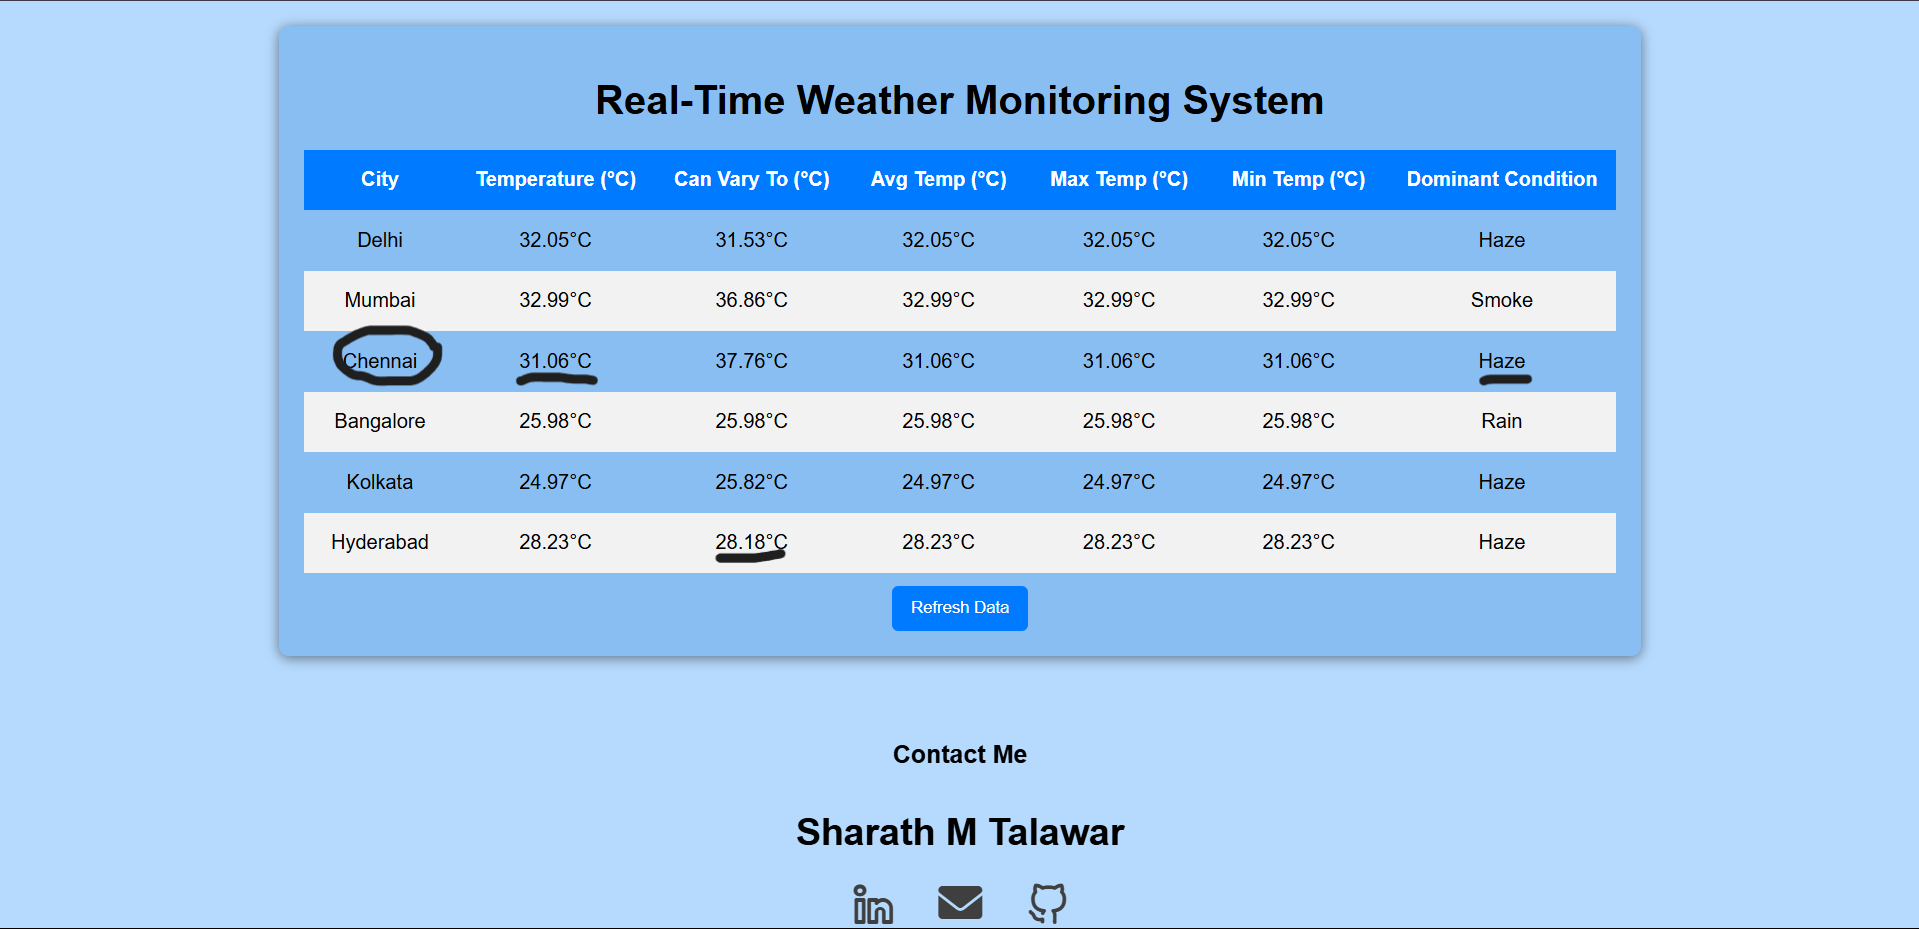 Real-Time Weather Monitoring System
City Temperature (°C) Can Vary To (°C) Avg Temp (°C) Max Temp (°C) Min Temp (°C) Dominant Condition
Delhi 32.05°C 31.53°C 32.05°C 32.05°C 32.05°C Haze
Mumbai 32.99°C 36.86°C 32.99°C 32.99°C 32.99°C Smoke
Chennai 31.06°C 37.76°C 31.06°C 31.06°C 31.06°C Haze
Bangalore 25.98°C 25.98°C 25.98°C 25.98°C 25.98°C Rain
Kolkata 24.97°C 25.82°C 24.97°C 24.97°C 24.97°C Haze
Hyderabad 28.23°C 28.18°C 28.23°C 28.23°C 28.23°C Haze
Refresh Data
Contact Me
Sharath M Talawar
in